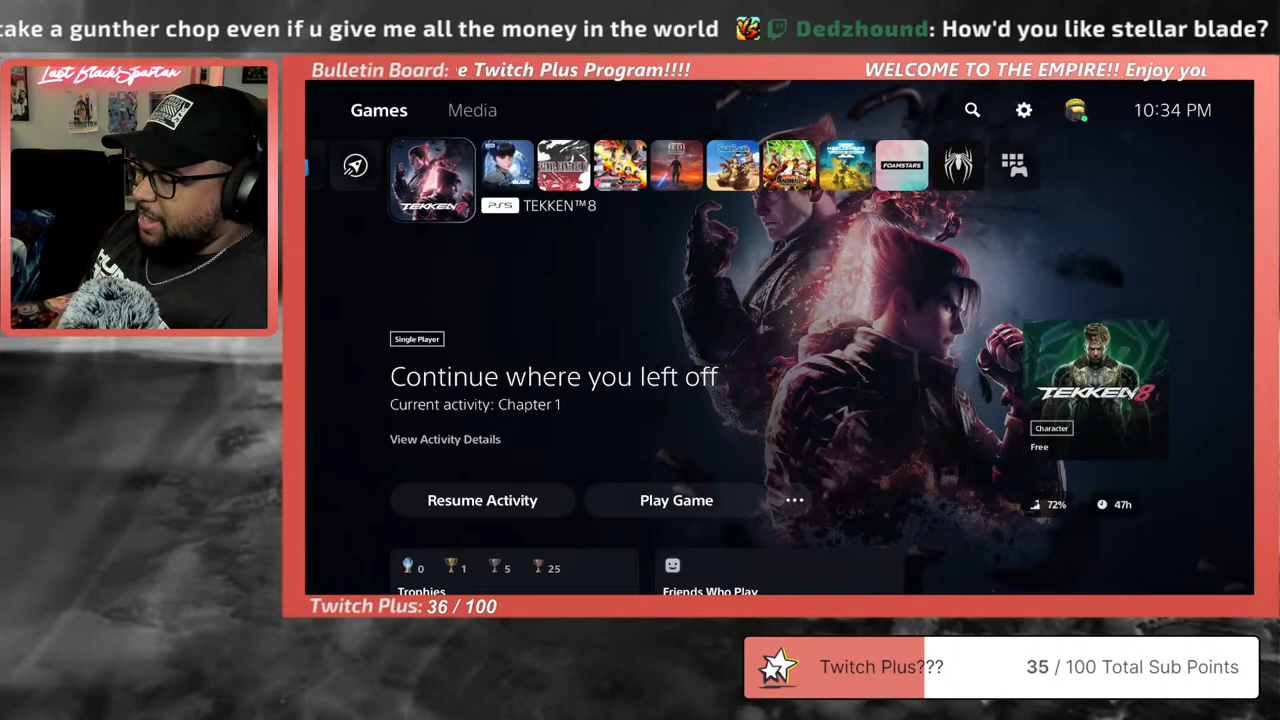 take a gunther chop even if u give me all the money in the world Dedzhound: How'd you like stellar blade?
Last BlackSpartan
Bulletin Board: e Twitch Plus Program!!!! WELCOME TO THE EMPIRE!! Enjoy you
Games Media 10:34 PM
TEKKEN 8
FOAMSTARS
PS5 TEKKEN™8
Single Player
Continue where you left off
Current activity: Chapter 1
View Activity Details
TEKKEN 8
Character
Free
Resume Activity Play Game ...
72% 47h
0 1 5 25
Trophies Friends Who Play
Twitch Plus: 36 / 100
Twitch Plus??? 35 / 100 Total Sub Points